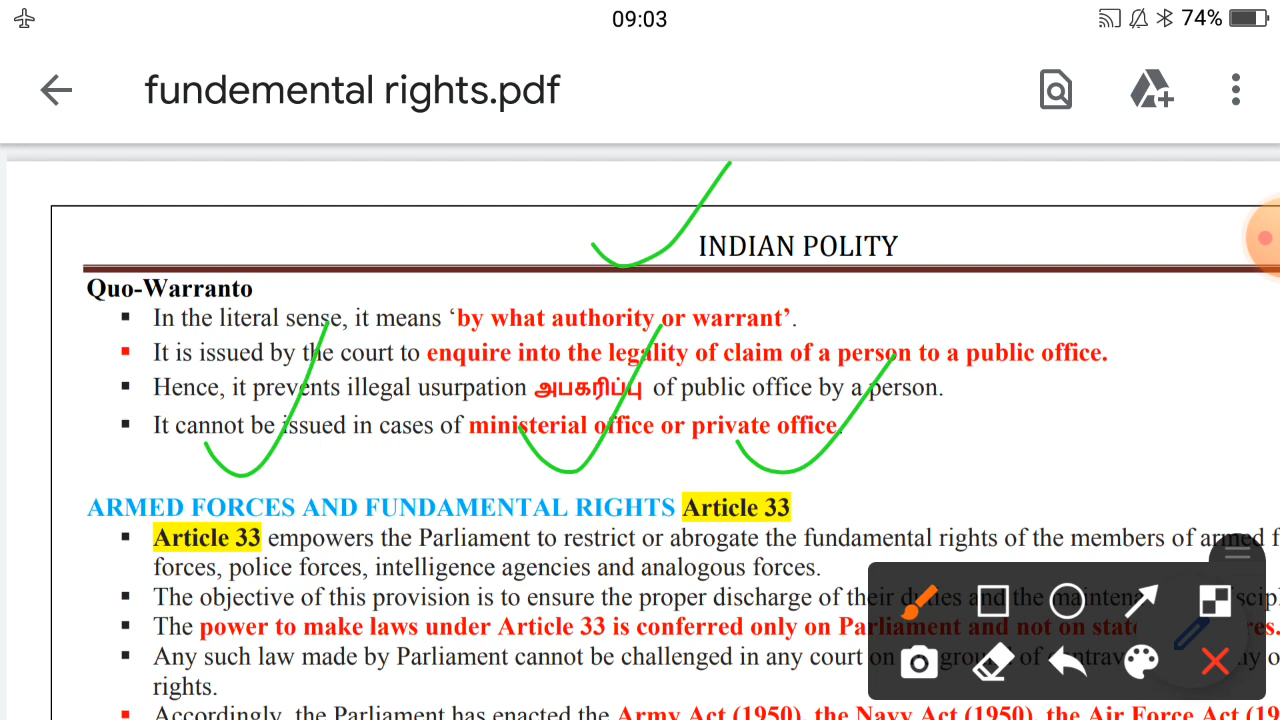 09:03
74%
fundemental rights.pdf
INDIAN POLITY
Quo-Warranto
▪ In the literal sense, it means ‘by what authority or warrant’.
▪ It is issued by the court to enquire into the legality of claim of a person to a public office.
▪ Hence, it prevents illegal usurpation அபகரிப்பு of public office by a person.
▪ It cannot be issued in cases of ministerial office or private office.
ARMED FORCES AND FUNDAMENTAL RIGHTS Article 33
▪ Article 33 empowers the Parliament to restrict or abrogate the fundamental rights of the members of armed
forces, police forces, intelligence agencies and analogous forces.
▪ The objective of this provision is to ensure the proper discharge of their duties and the
▪ The power to make laws under Article 33 is conferred only on Parliament and not on
▪ Any such law made by Parliament cannot be challenged in any court on of
rights.
▪ Accordingly, the Parliament has enacted the Army Act (1950), the Navy Act (1950), the Air Force Act